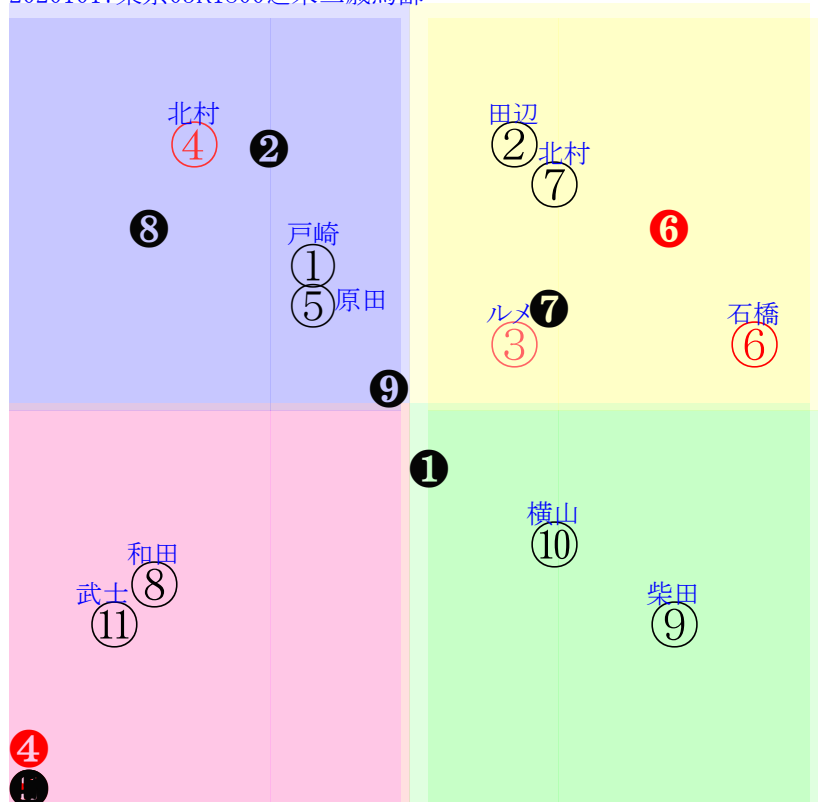 北村
④
❷
田辺
②
北村
⑦
❽
❻
戸崎
①
⑤原田
ルメ
❼
③
石橋
⑥
❾
❶
横山
⑩
和田
⑧
武士
⑪
柴田
⑨
❹